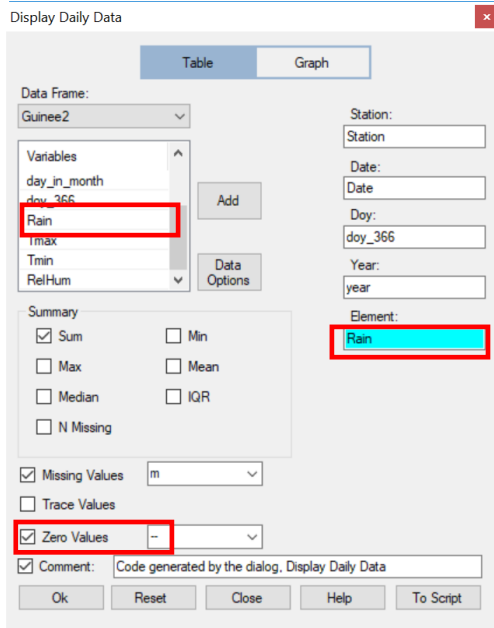 Display Daily Data
Table Graph
Data Frame:
Guinee2
Variables
day_in_month
doy_366
Rain
Tmax
Tmin
RelHum
Add
Data
Options
Station:
Station
Date:
Date
Doy:
doy_366
Year:
year
Element:
Rain
Summary
Sum Min
Max Mean
Median IQR
N Missing
Missing Values m
Trace Values
Zero Values --
Comment: Code generated by the dialog, Display Daily Data
Ok Reset Close Help To Script